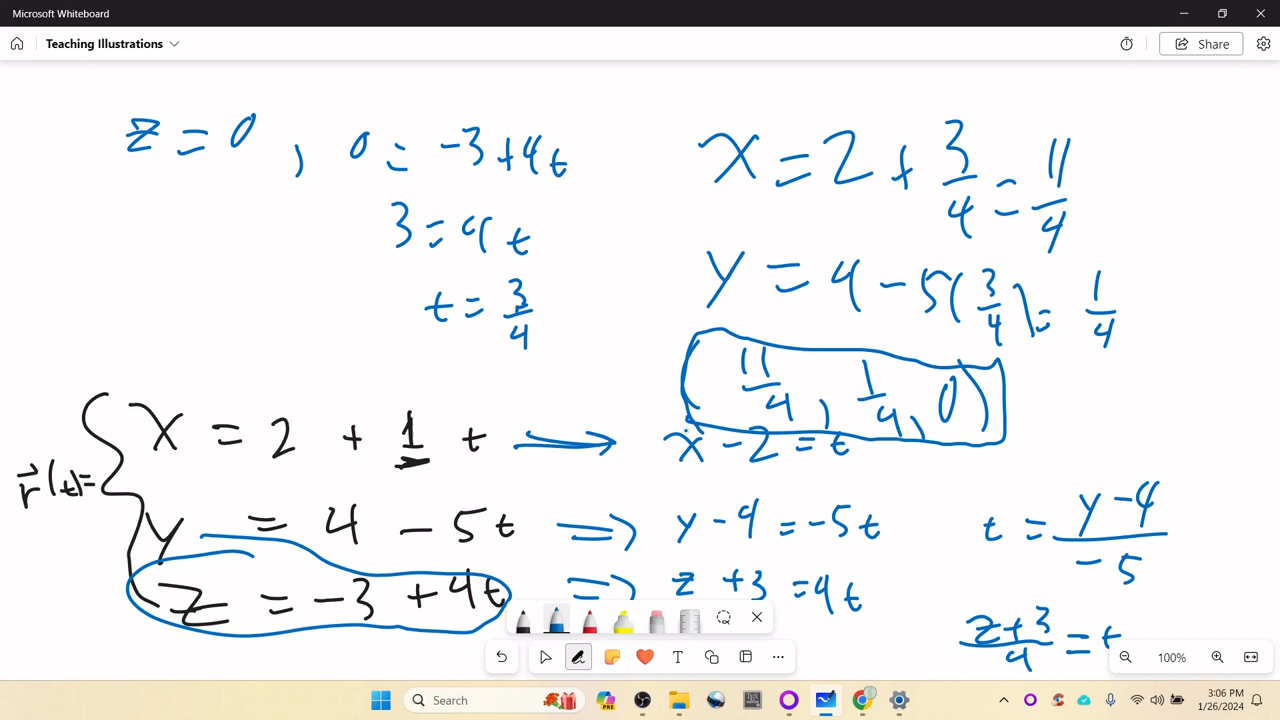 Microsoft Whiteboard
Teaching Illustrations
Share
z = 0 , 0 = -3+4t
3 = 4t
t = 3/4
x = 2 + 3/4 = 11/4
y = 4 - 5(3/4) = 1/4
(11/4, 1/4, 0)
r⃗(t) = {
x = 2 + 1 t → x - 2 = t
y = 4 - 5t ⇒ y - 4 = -5t t = (y-4)/-5
z = -3 + 4t ⇒ z + 3 = 4t
(z+3)/4 = t
100%
Search
PRE
3:06 PM
1/26/2024